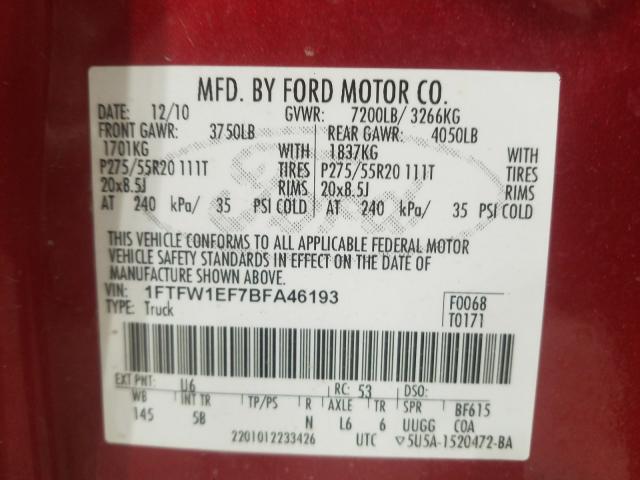 MFD. BY FORD MOTOR CO.
DATE: 12/10 GVWR: 7200LB/ 3266KG
FRONT GAWR: 3750LB REAR GAWR: 4050LB
1701KG WITH 1837KG WITH
P275/55R20 111T TIRES P275/55R20 111T TIRES
20x8.5J RIMS 20x8.5J RIMS
AT 240 kPa/ 35 PSI COLD AT 240 kPa/ 35 PSI COLD
THIS VEHICLE CONFORMS TO ALL APPLICABLE FEDERAL MOTOR
VEHICLE SAFETY STANDARDS IN EFFECT ON THE DATE OF
MANUFACTURE SHOWN ABOVE.
VIN: 1FTFW1EF7BFA46193 F0068
TYPE: Truck T0171
EXT PNT: U6 RC: 53 DSO:
WB INT TR TP/PS R AXLE TR SPR BF615
145 5B N L6 6 UUGG COA
2201012233426 UTC ▽5U5A-1520472-BA
Ford